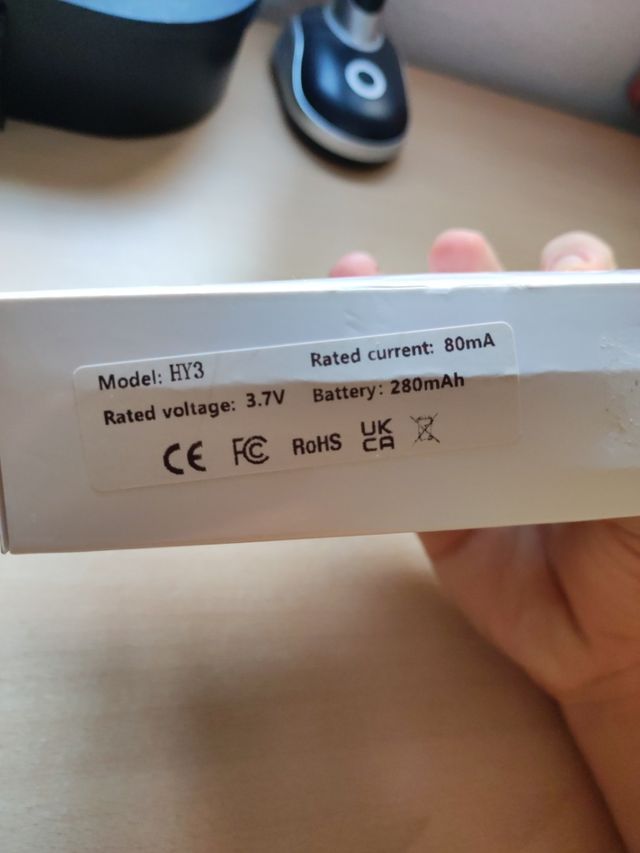 Model: HY3 Rated current: 80mA
Rated voltage: 3.7V Battery: 280mAh
CE FC RoHS UK CA